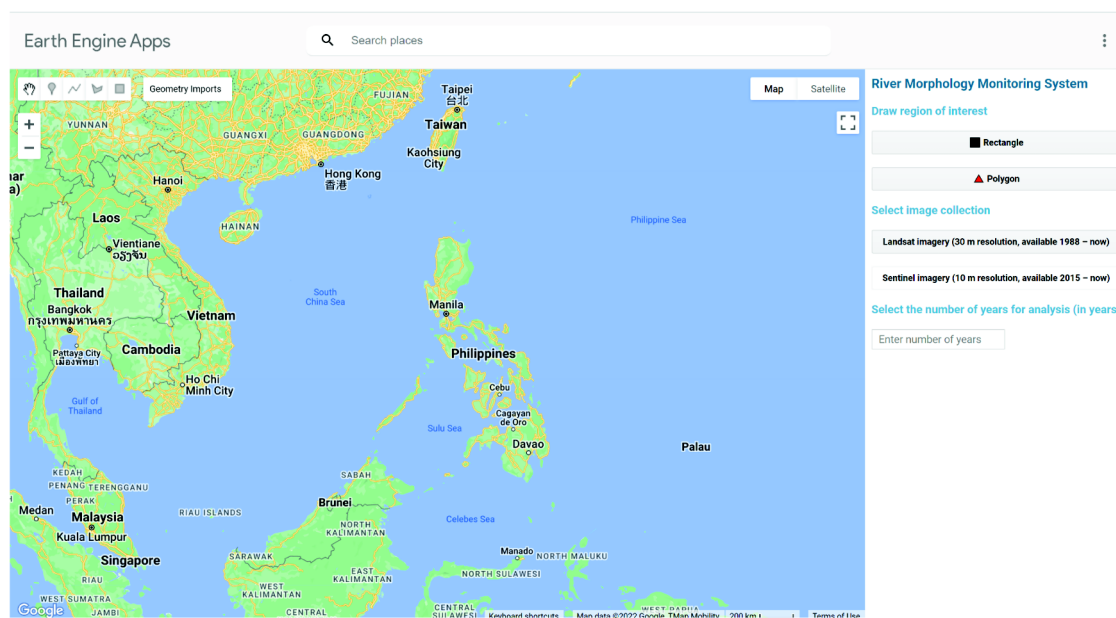 Earth Engine Apps
Search places
Geometry Imports
Map
Satellite
+
−
River Morphology Monitoring System
Draw region of interest
Rectangle
Polygon
Select image collection
Landsat imagery (30 m resolution, available 1988 – now)
Sentinel imagery (10 m resolution, available 2015 – now)
Select the number of years for analysis (in years
Enter number of years
FUJIAN
Taipei
台北
YUNNAN
Taiwan
GUANGXI
GUANGDONG
Kaohsiung
City
Hong Kong
香港
Hanoi
Laos
HAINAN
Philippine Sea
Vientiane
ວຽງຈັນ
South
China Sea
Thailand
Manila
Bangkok
กรุงเทพมหานคร
Vietnam
Pattaya City
เมืองพัทยา
Cambodia
Philippines
Ho Chi
Minh City
Cebu
Gulf of
Thailand
Cagayan
de Oro
Sulu Sea
Davao
Palau
KEDAH
PENANG
TERENGGANU
SABAH
PERAK
Medan
Malaysia
RIAU ISLANDS
Brunei
Celebes Sea
Kuala Lumpur
NORTH
KALIMANTAN
Singapore
SARAWAK
Manado
NORTH MALUKU
RIAU
EAST
KALIMANTAN
NORTH SULAWESI
WEST
KALIMANTAN
WEST SUMATRA
Google
JAMBI
CENTRAL
CENTRAL
SULAWESI
WEST PAPUA
Keyboard shortcuts
Map data ©2022 Google, TMap Mobility
200 km
Terms of Use